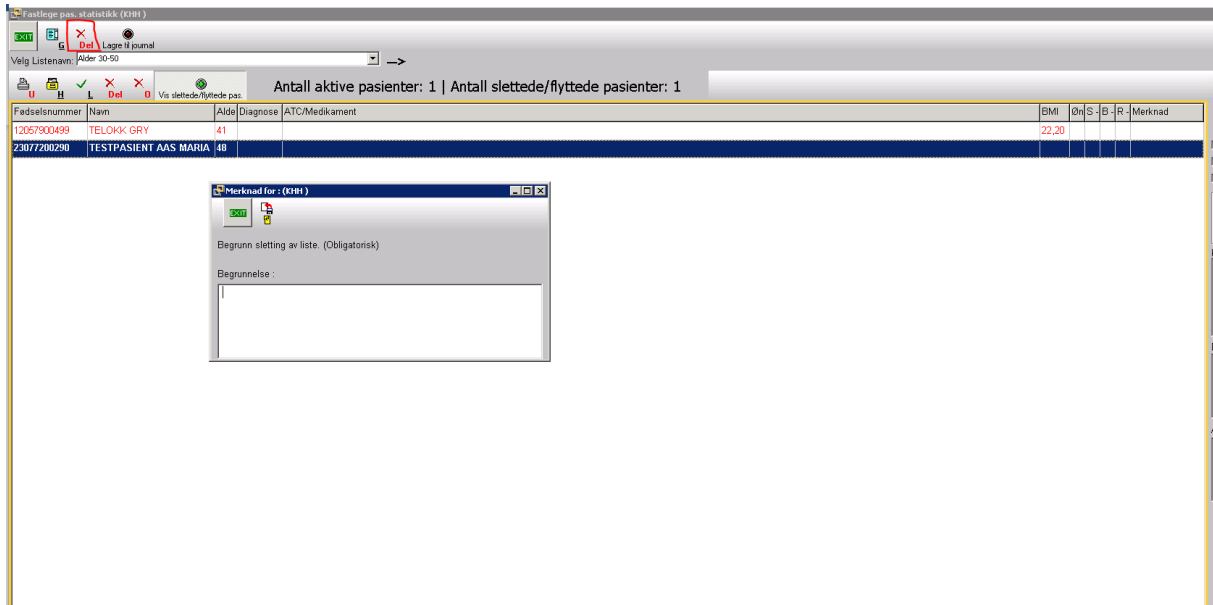 Fastlege pas. statistikk (KHH )
EXIT G Del Lagre til journal
Velg Listenavn: Alder 30-50 -->
U H L Del O Vis slettede/flyttede pas. Antall aktive pasienter: 1 | Antall slettede/flyttede pasienter: 1
Fødselsnummer Navn Alde Diagnose ATC/Medikament BMI Øn S - B - R - Merknad
12057900499 TELOKK GRY 41 22,20
23077200290 TESTPASIENT AAS MARIA 48
Merknad for : (KHH )
EXIT
Begrunn sletting av liste. (Obligatorisk)
Begrunnelse :